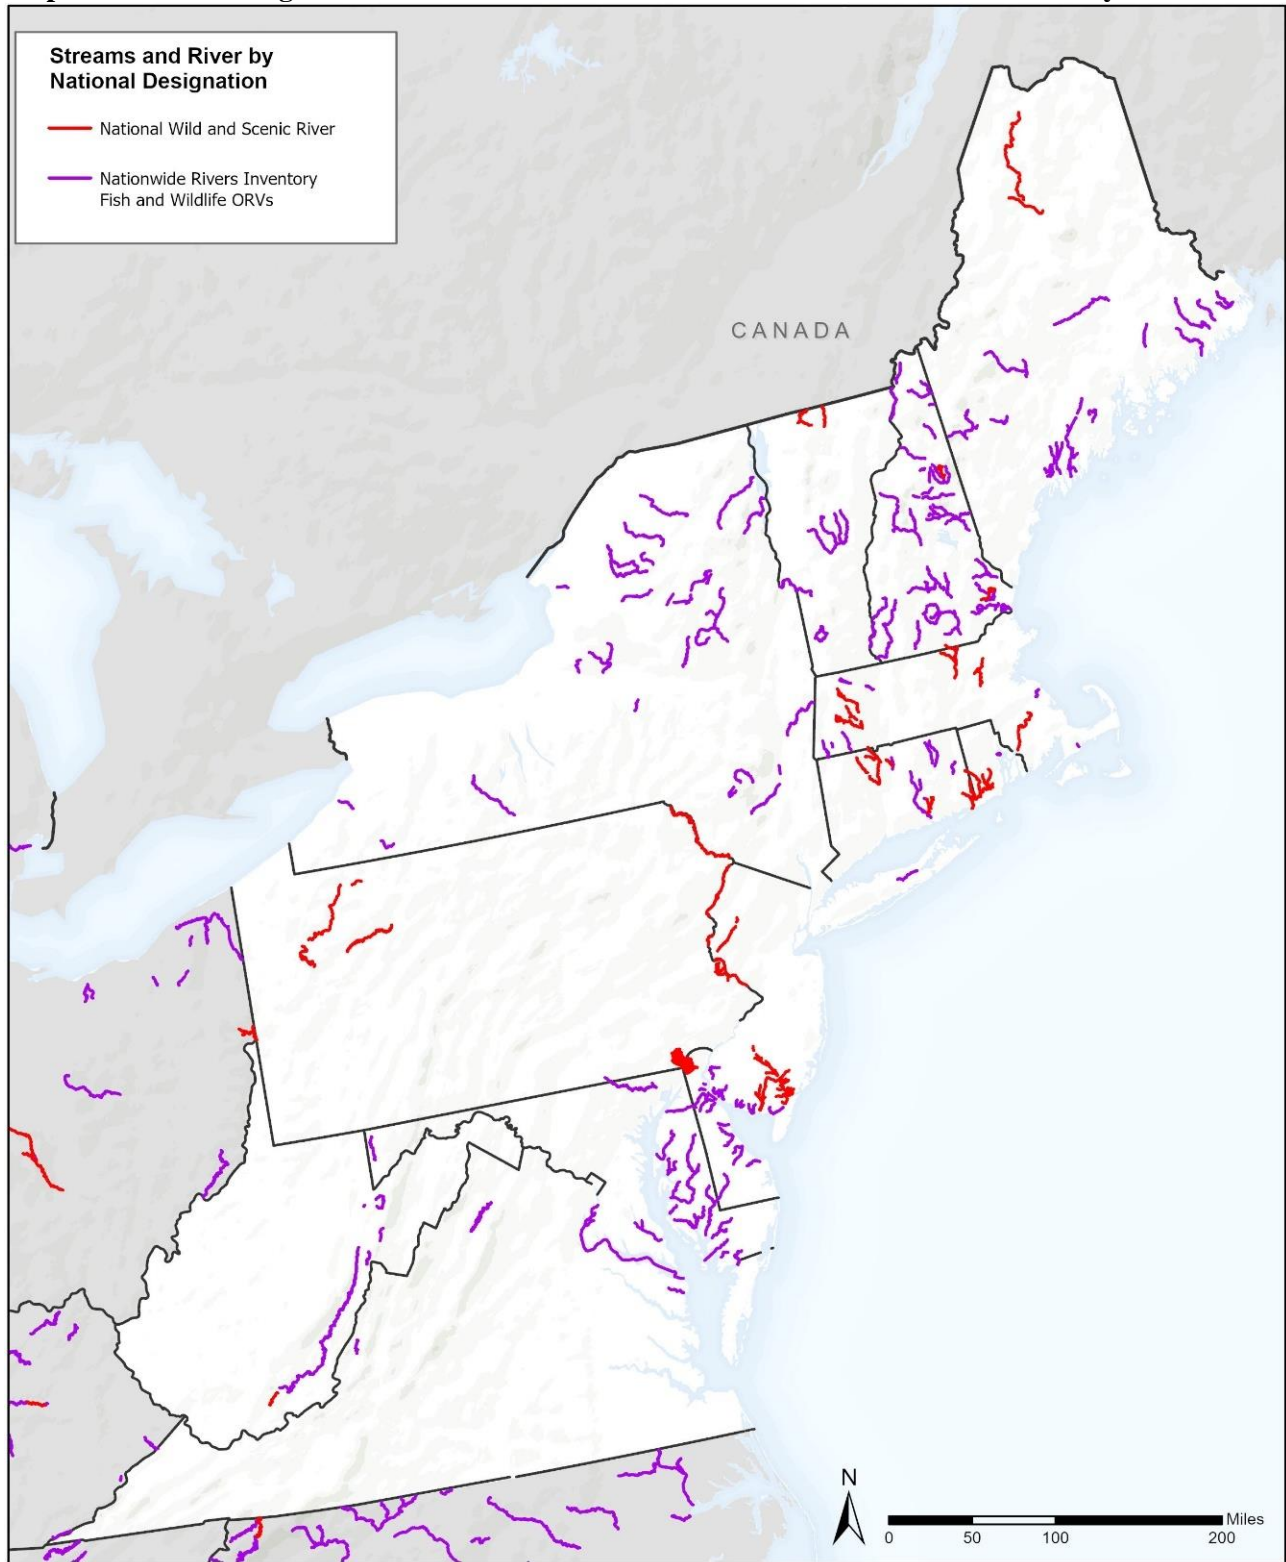 Streams and River by
National Designation
National Wild and Scenic River
Nationwide Rivers Inventory
Fish and Wildlife ORVs
CANADA
N
Miles
0 50 100 200